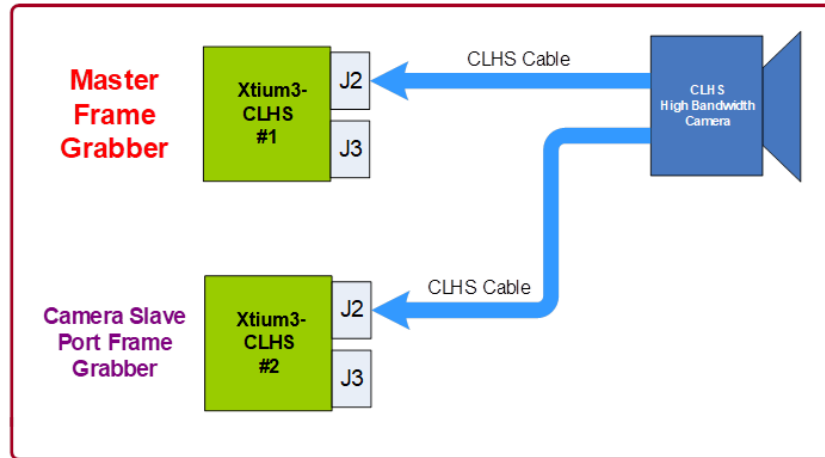 Master
Frame
Grabber
Xtium3-
CLHS
#1
J2
J3
CLHS Cable
CLHS
High Bandwidth
Camera
Camera Slave
Port Frame
Grabber
Xtium3-
CLHS
#2
J2
J3
CLHS Cable